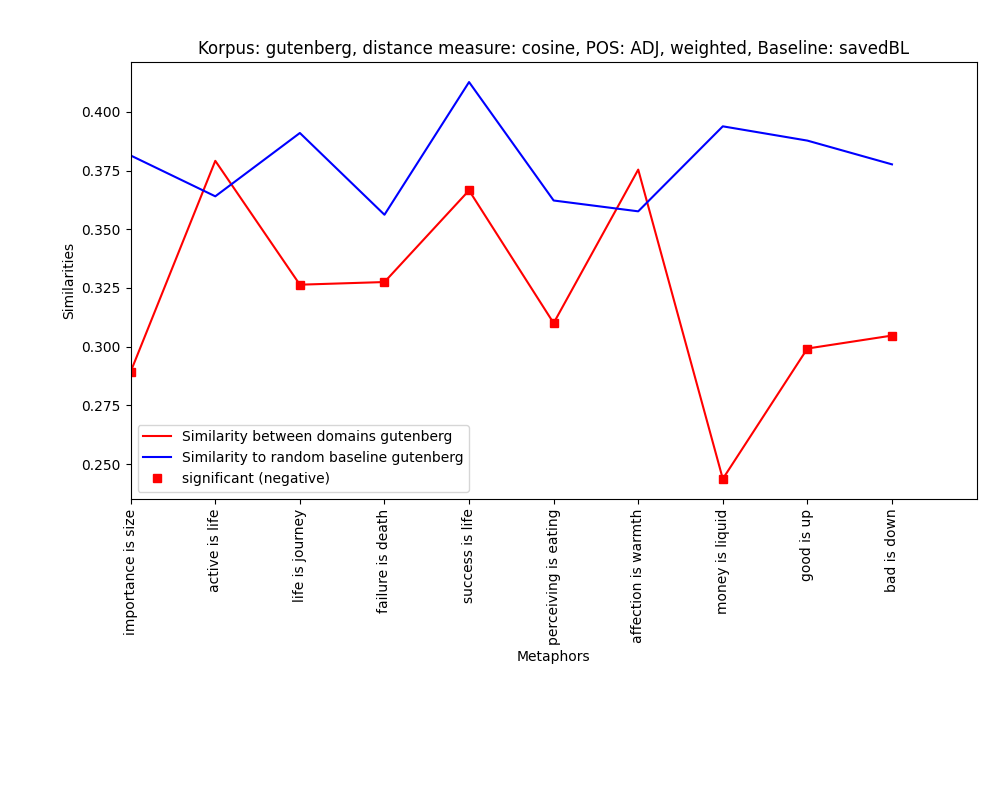 Korpus: gutenberg, distance measure: cosine, POS: ADJ, weighted, Baseline: savedBL
Similarities
0.400
0.375
0.350
0.325
0.300
0.275
0.250
Similarity between domains gutenberg
Similarity to random baseline gutenberg
significant (negative)
importance is size
active is life
life is journey
failure is death
success is life
perceiving is eating
affection is warmth
money is liquid
good is up
bad is down
Metaphors